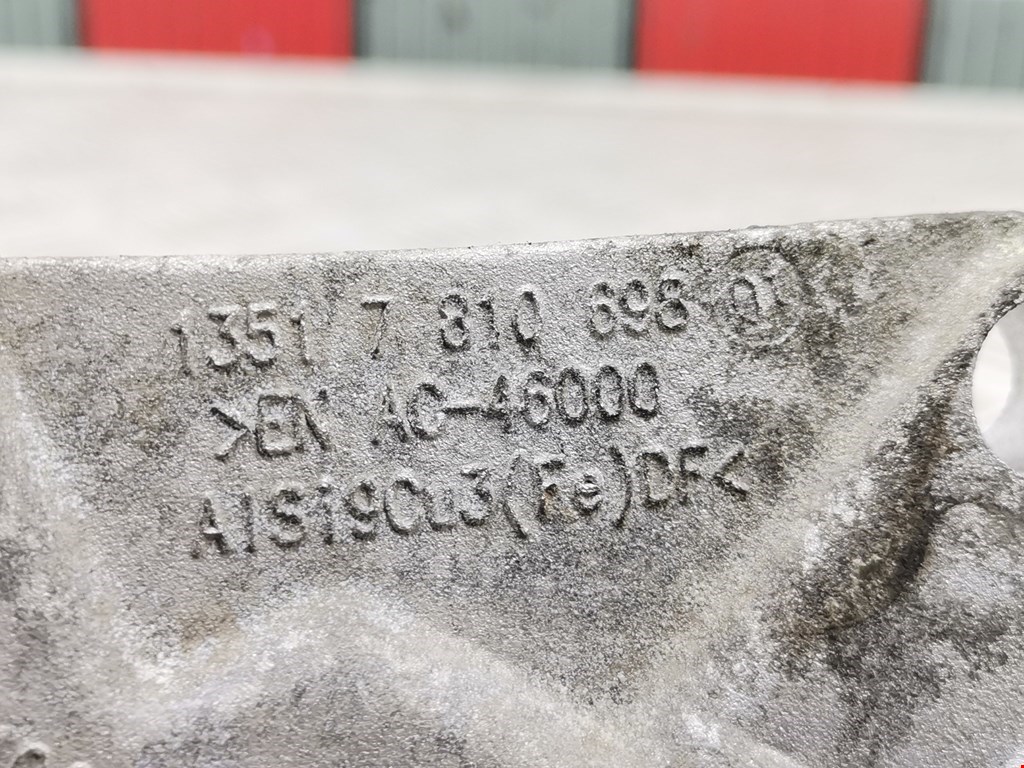 1351 7 810 698 01
>EN AC-46000
AlSi9Cu3(Fe)DF<